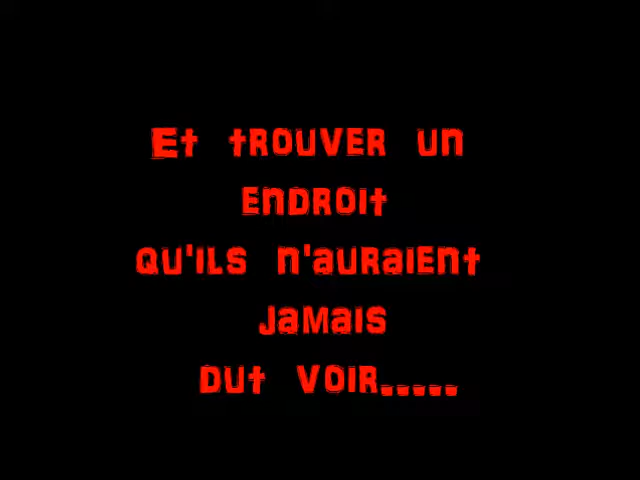 Et trouver un
endroit
qu'ils n'auraient
jamais
dut voir.....